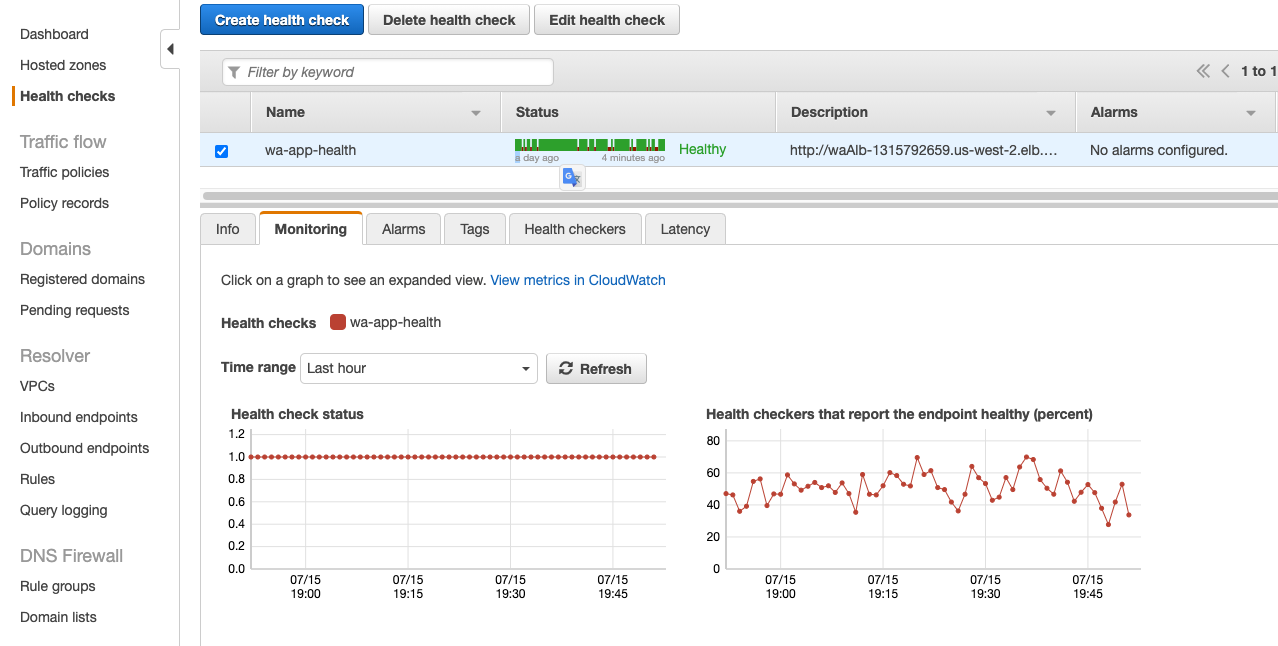 Dashboard
Hosted zones
Health checks
Traffic flow
Traffic policies
Policy records
Domains
Registered domains
Pending requests
Resolver
VPCs
Inbound endpoints
Outbound endpoints
Rules
Query logging
DNS Firewall
Rule groups
Domain lists
Create health check Delete health check Edit health check
Filter by keyword 1 to 1
Name Status Description Alarms
wa-app-health Healthy http://waAlb-1315792659.us-west-2.elb.… No alarms configured.
a day ago 4 minutes ago
G
Info Monitoring Alarms Tags Health checkers Latency
Click on a graph to see an expanded view. View metrics in CloudWatch
Health checks wa-app-health
Time range Last hour Refresh
Health check status
1.2
1.0
0.8
0.6
0.4
0.2
0.0
07/15 07/15 07/15 07/15
19:00 19:15 19:30 19:45
Health checkers that report the endpoint healthy (percent)
80
60
40
20
0
07/15 07/15 07/15 07/15
19:00 19:15 19:30 19:45